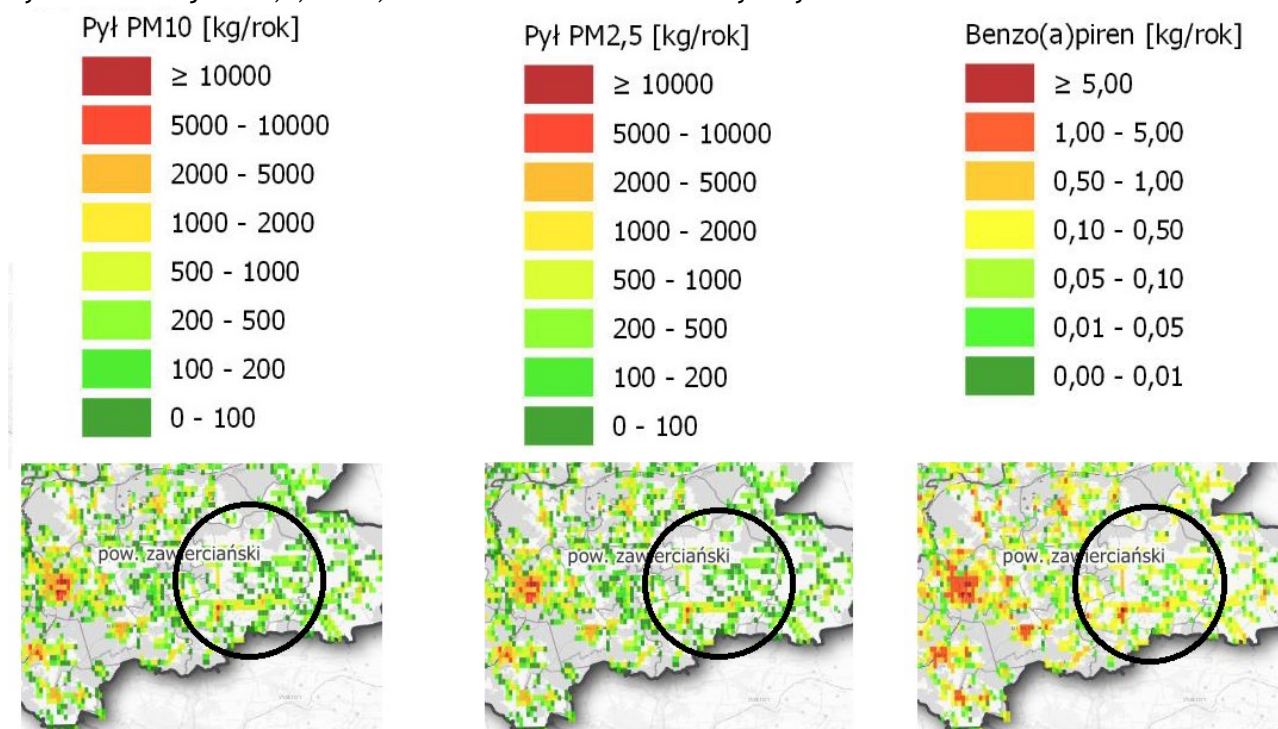 Pył PM10 [kg/rok]
≥ 10000
5000 - 10000
2000 - 5000
1000 - 2000
500 - 1000
200 - 500
100 - 200
0 - 100
Pył PM2,5 [kg/rok]
≥ 10000
5000 - 10000
2000 - 5000
1000 - 2000
500 - 1000
200 - 500
100 - 200
0 - 100
Benzo(a)piren [kg/rok]
≥ 5,00
1,00 - 5,00
0,50 - 1,00
0,10 - 0,50
0,05 - 0,10
0,01 - 0,05
0,00 - 0,01
pow. zawierciański
pow. zawierciański
pow. zawierciański